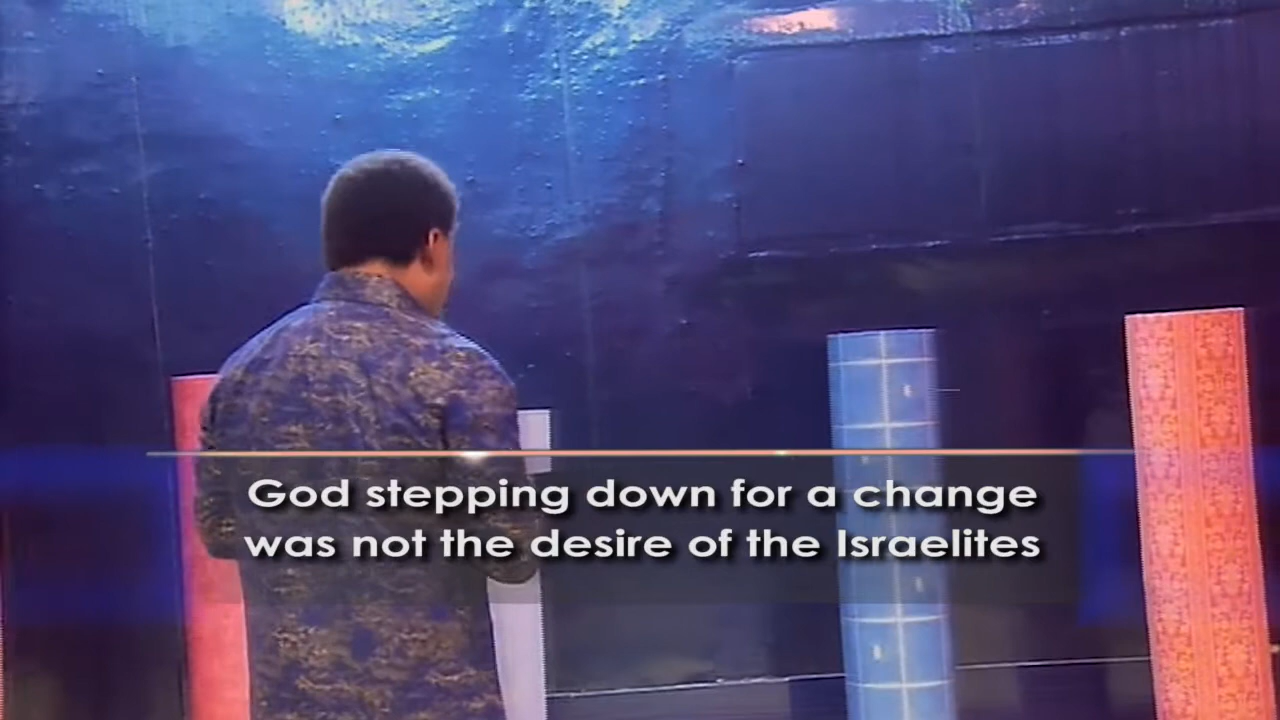 God stepping down for a change
was not the desire of the Israelites